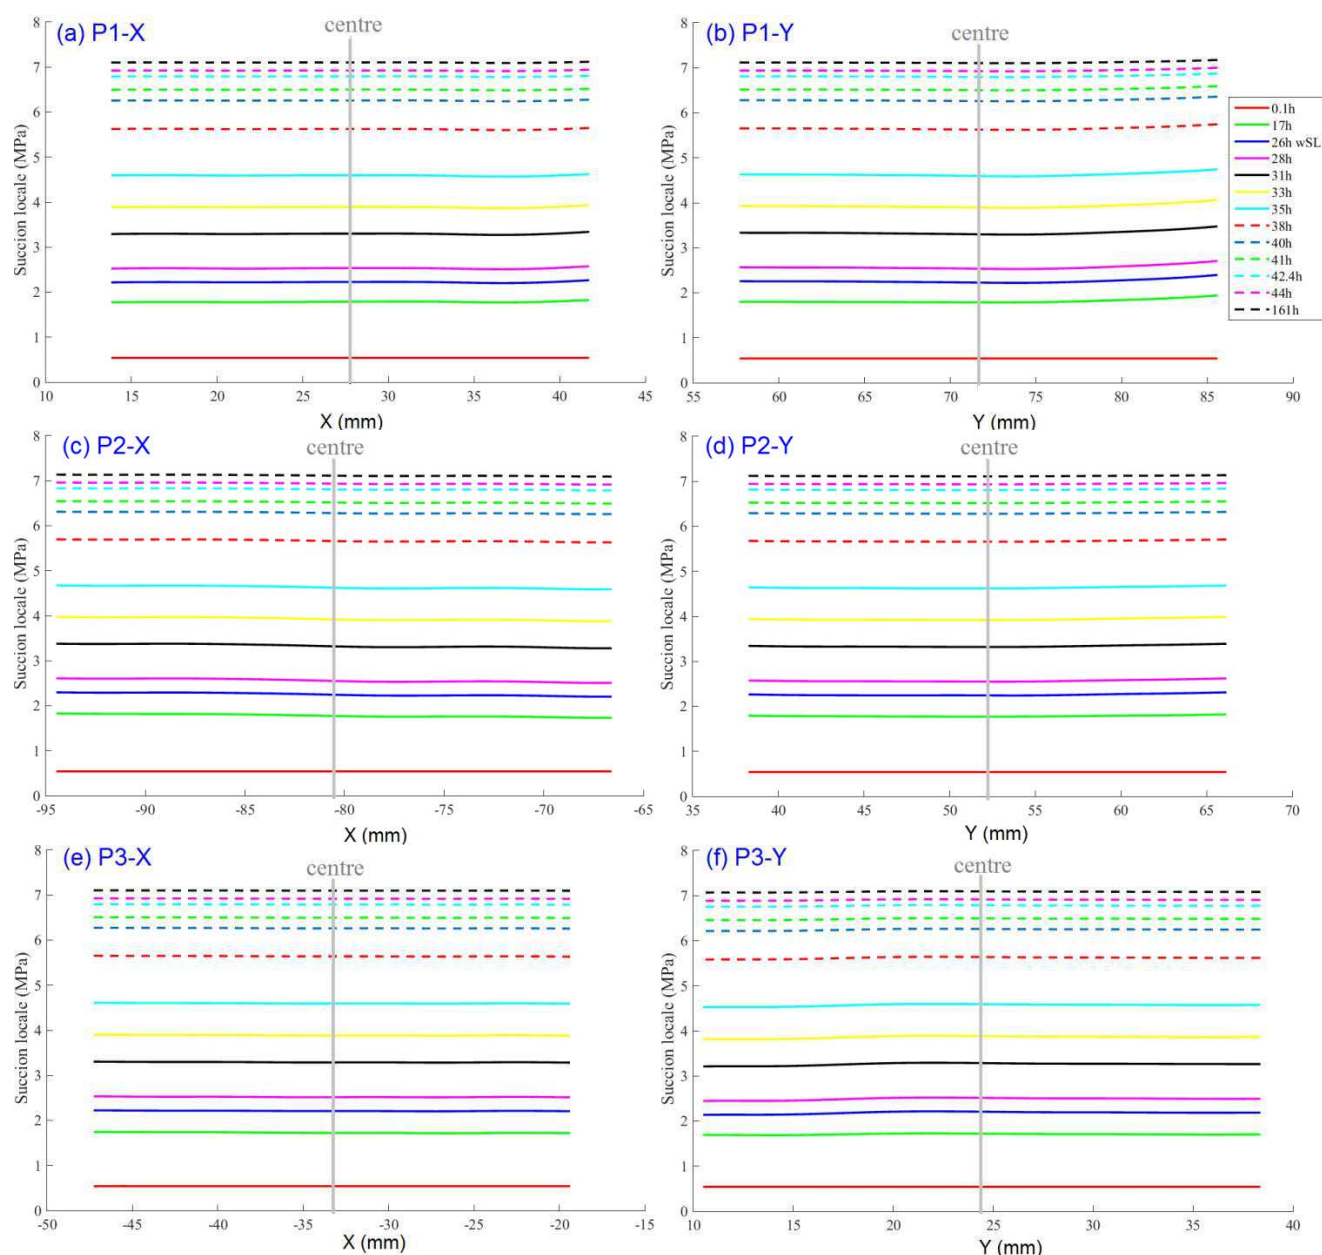 (a) P1-X
centre
8
7
6
5
4
3
2
1
0
Succion locale (MPa)
10 15 20 25 30 35 40 45
X (mm)
(b) P1-Y
centre
8
7
6
5
4
3
2
1
0
Succion locale (MPa)
55 60 65 70 75 80 85 90
Y (mm)
0.1h
17h
26h wSL
28h
31h
33h
35h
38h
40h
41h
42.4h
44h
161h
(c) P2-X
centre
8
7
6
5
4
3
2
1
0
Succion locale (MPa)
-95 -90 -85 -80 -75 -70 -65
X (mm)
(d) P2-Y
centre
8
7
6
5
4
3
2
1
0
Succion locale (MPa)
35 40 45 50 55 60 65 70
Y (mm)
(e) P3-X
centre
8
7
6
5
4
3
2
1
0
Succion locale (MPa)
-50 -45 -40 -35 -30 -25 -20 -15
X (mm)
(f) P3-Y
centre
8
7
6
5
4
3
2
1
0
Succion locale (MPa)
10 15 20 25 30 35 40
Y (mm)